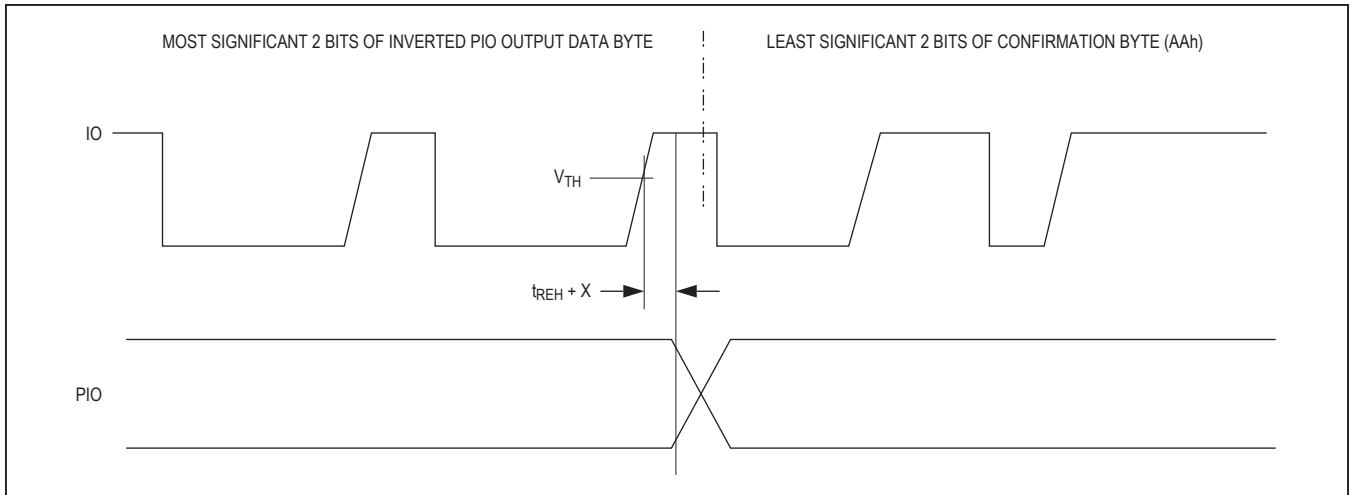 MOST SIGNIFICANT 2 BITS OF INVERTED PIO OUTPUT DATA BYTE
LEAST SIGNIFICANT 2 BITS OF CONFIRMATION BYTE (AAh)
IO
VTH
tREH + X
PIO